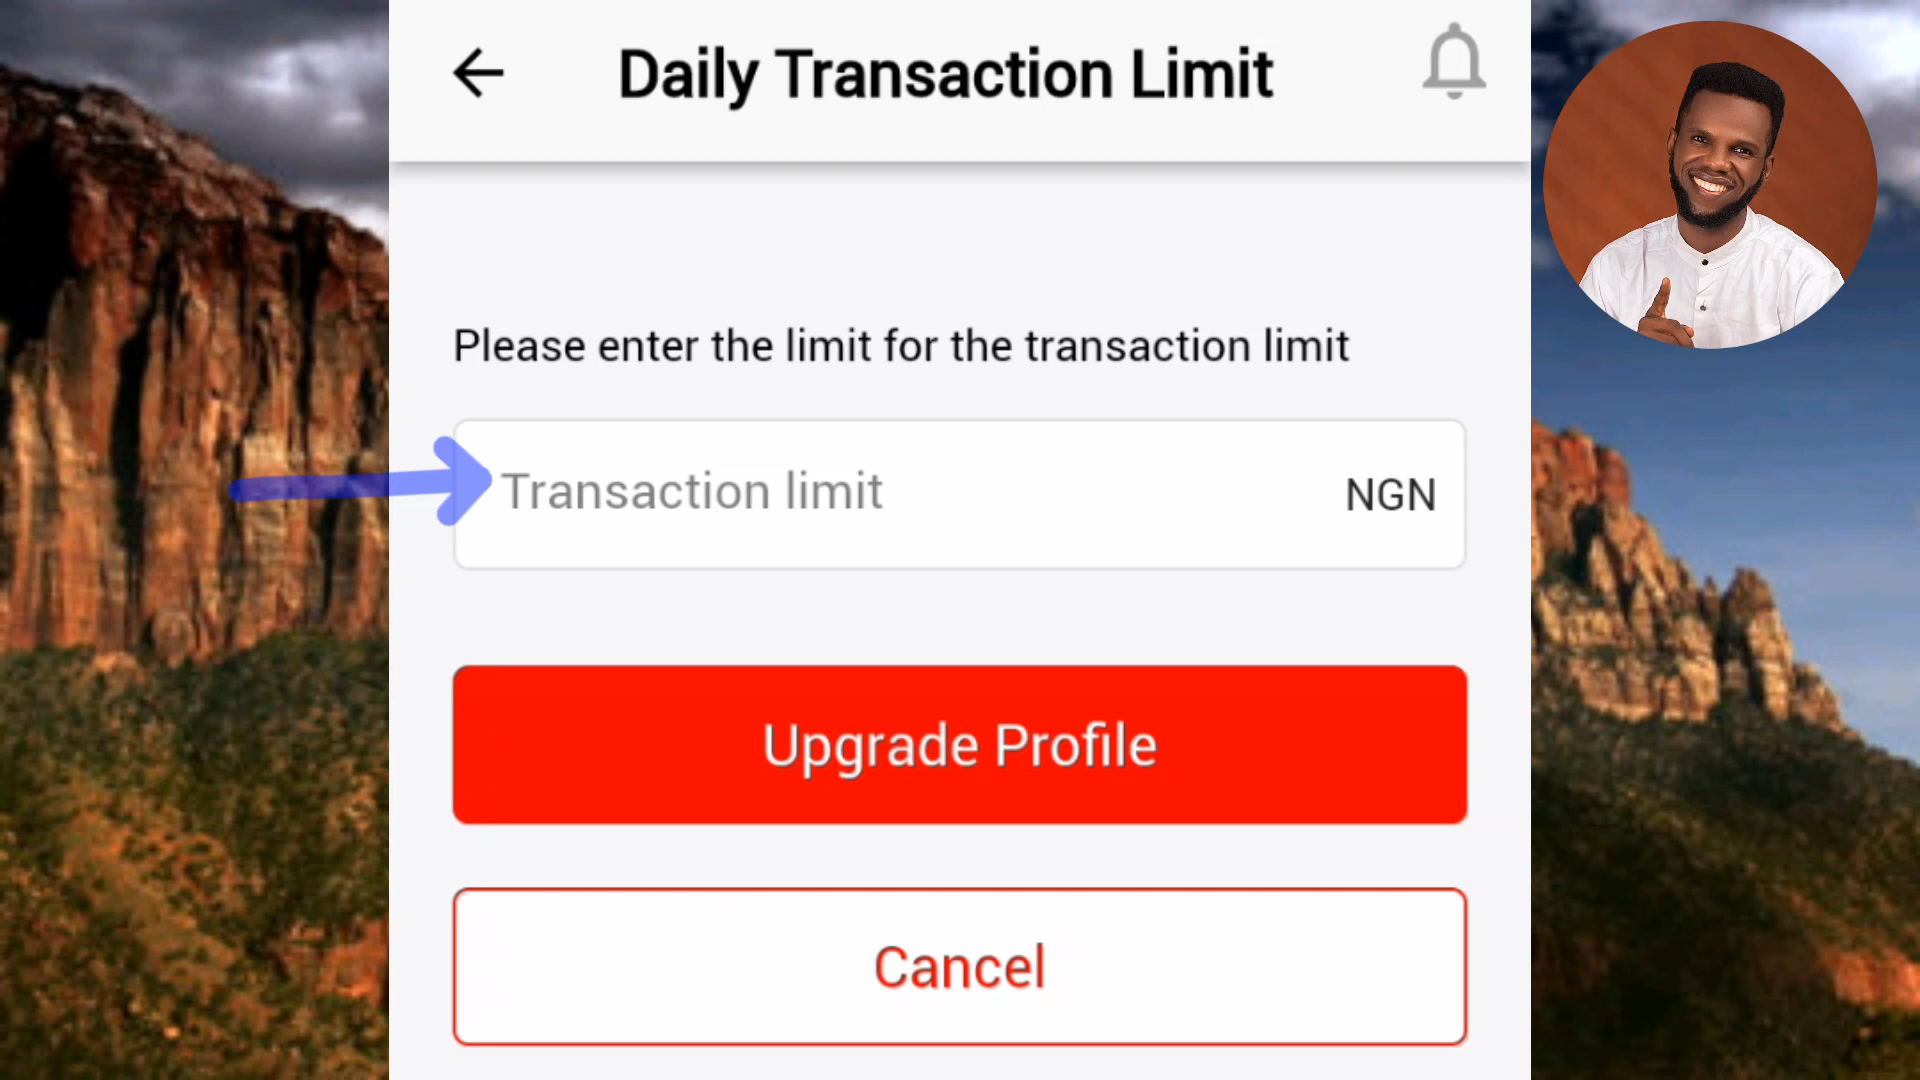 Daily Transaction Limit
Please enter the limit for the transaction limit
Transaction limit NGN
Upgrade Profile
Cancel